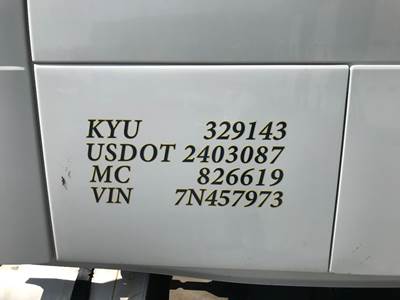 KYU 329143
USDOT 2403087
MC 826619
VIN 7N457973